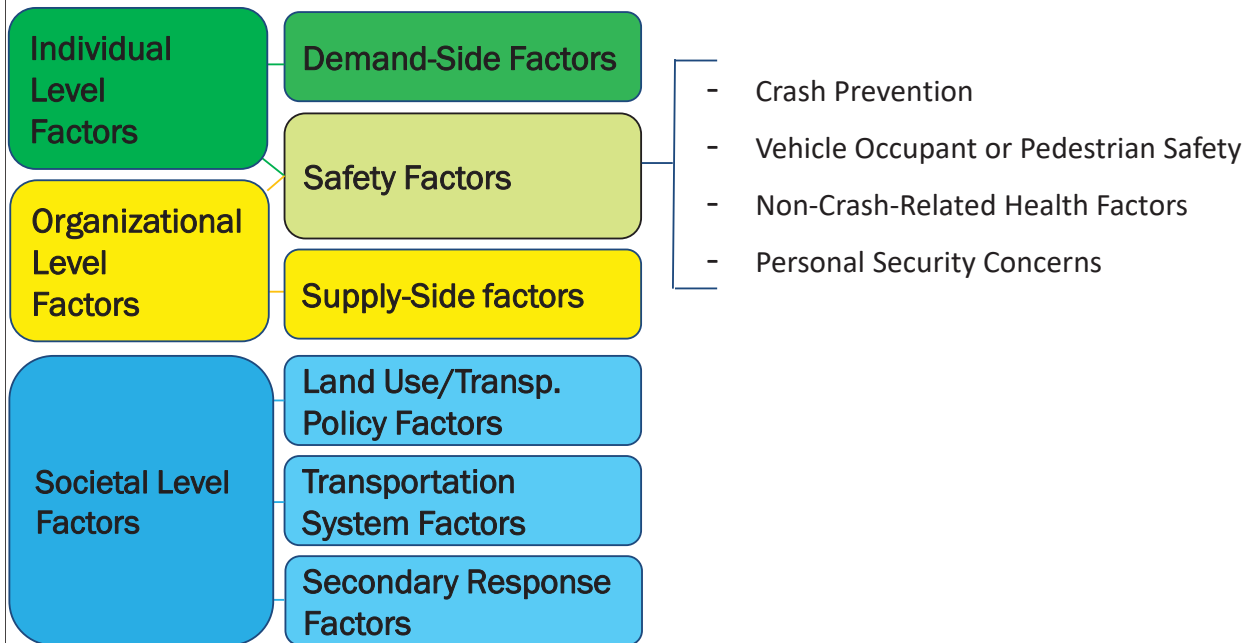 Individual
Level
Factors
Demand-Side Factors
Safety Factors
- Crash Prevention
- Vehicle Occupant or Pedestrian Safety
- Non-Crash-Related Health Factors
- Personal Security Concerns
Organizational
Level
Factors
Supply-Side factors
Societal Level
Factors
Land Use/Transp.
Policy Factors
Transportation
System Factors
Secondary Response
Factors